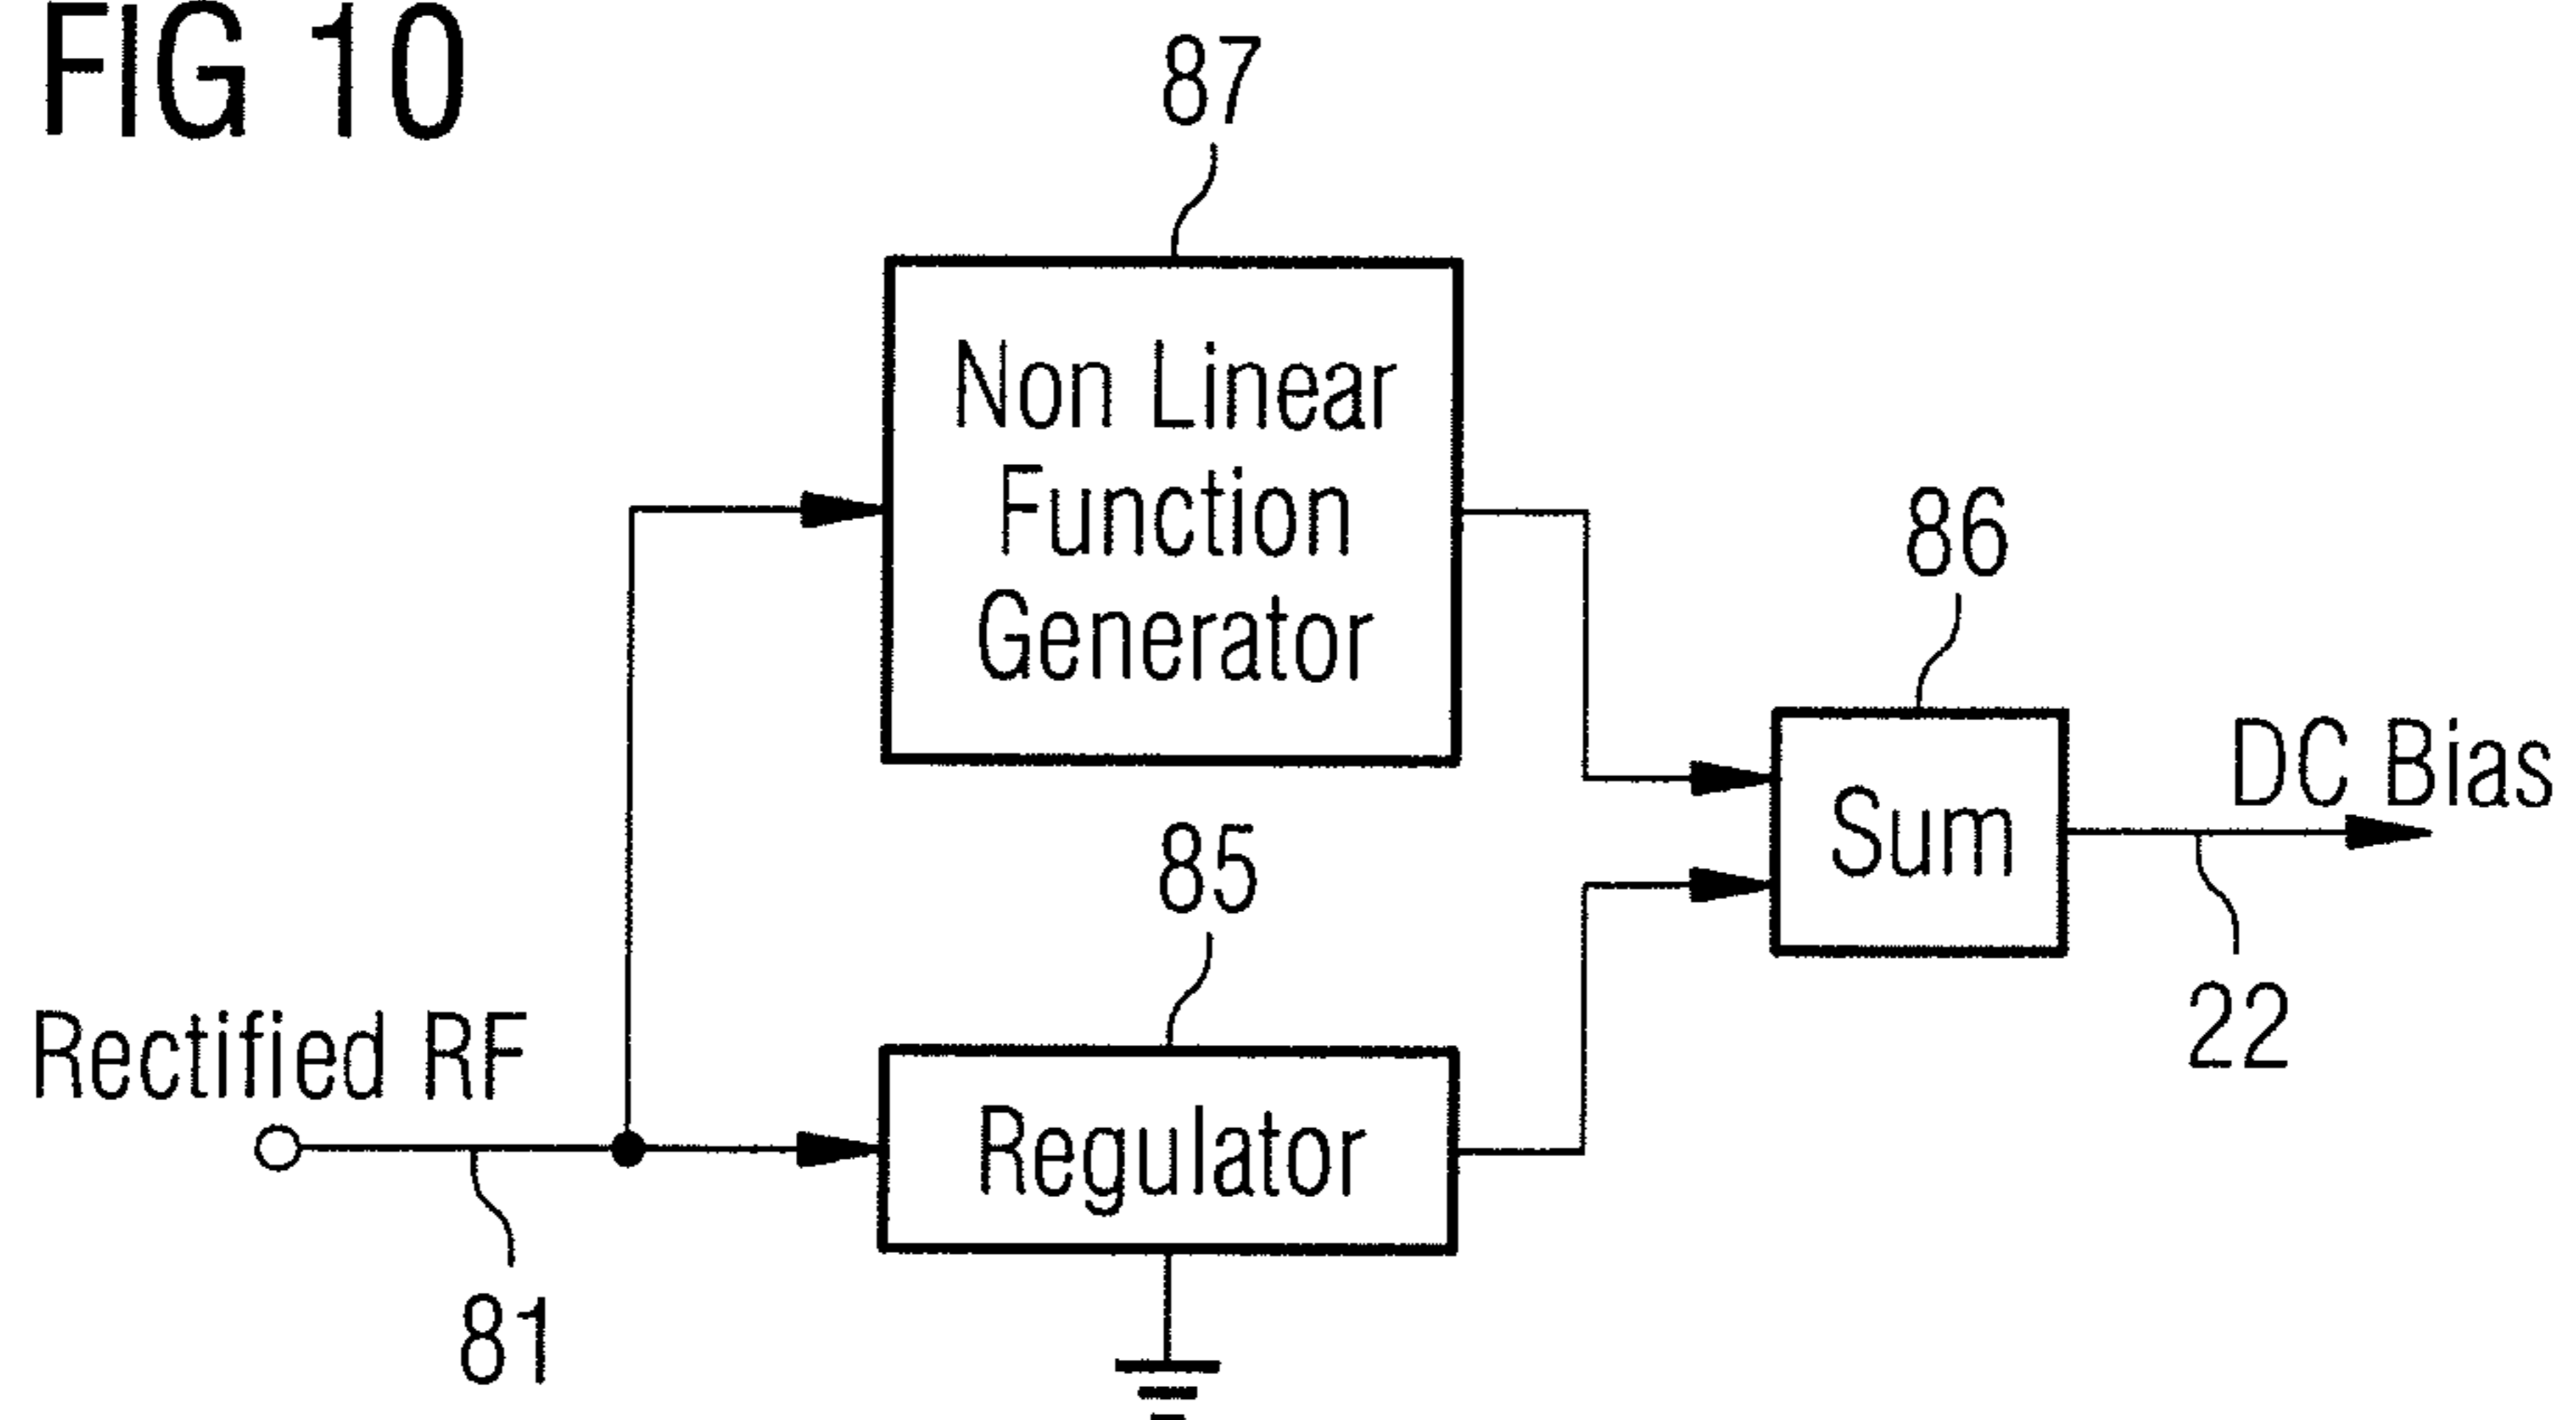 FIG 10
87
Non Linear
Function
Generator
86
Sum
DC Bias
22
85
Regulator
Rectified RF
81